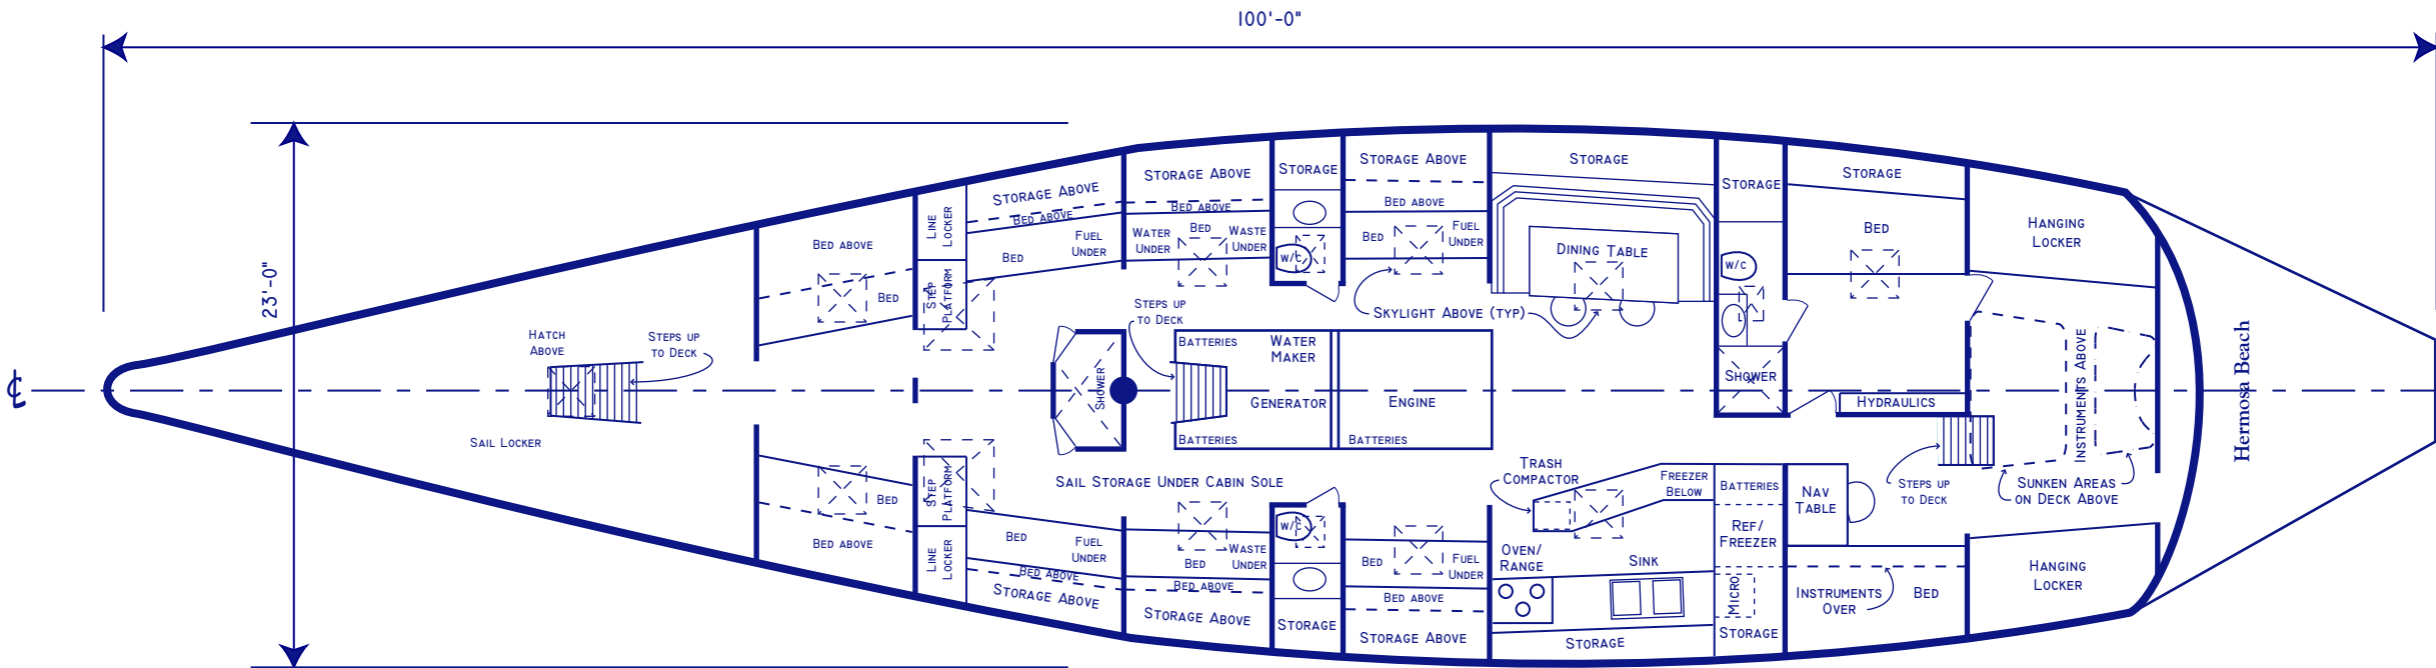 100'-0"
23'-0"
℄
HATCH
ABOVE
STEPS UP
TO DECK
SAIL LOCKER
BED ABOVE
BED
LINE
LOCKER
STEP
PLATFORM
STORAGE ABOVE
BED ABOVE
BED
FUEL
UNDER
STORAGE ABOVE
BED ABOVE
WATER
UNDER
BED
WASTE
UNDER
STORAGE
W/C
STORAGE ABOVE
BED ABOVE
BED
FUEL
UNDER
STORAGE
DINING TABLE
SKYLIGHT ABOVE (TYP)
STORAGE
W/C
SHOWER
STORAGE
BED
HANGING
LOCKER
STEPS UP
TO DECK
SHOWER
BATTERIES
WATER
MAKER
GENERATOR
ENGINE
BATTERIES
BATTERIES
HYDRAULICS
INSTRUMENTS ABOVE
Hermosa Beach
SAIL STORAGE UNDER CABIN SOLE
BED
BED ABOVE
STEP
PLATFORM
LINE
LOCKER
BED
FUEL
UNDER
BED ABOVE
STORAGE ABOVE
WASTE
UNDER
BED
BED ABOVE
STORAGE ABOVE
W/C
STORAGE
BED
FUEL
UNDER
BED ABOVE
STORAGE ABOVE
TRASH
COMPACTOR
FREEZER
BELOW
OVEN/
RANGE
SINK
STORAGE
BATTERIES
REF/
FREEZER
MICRO
STORAGE
NAV
TABLE
INSTRUMENTS
OVER
BED
STEPS UP
TO DECK
SUNKEN AREAS
ON DECK ABOVE
HANGING
LOCKER